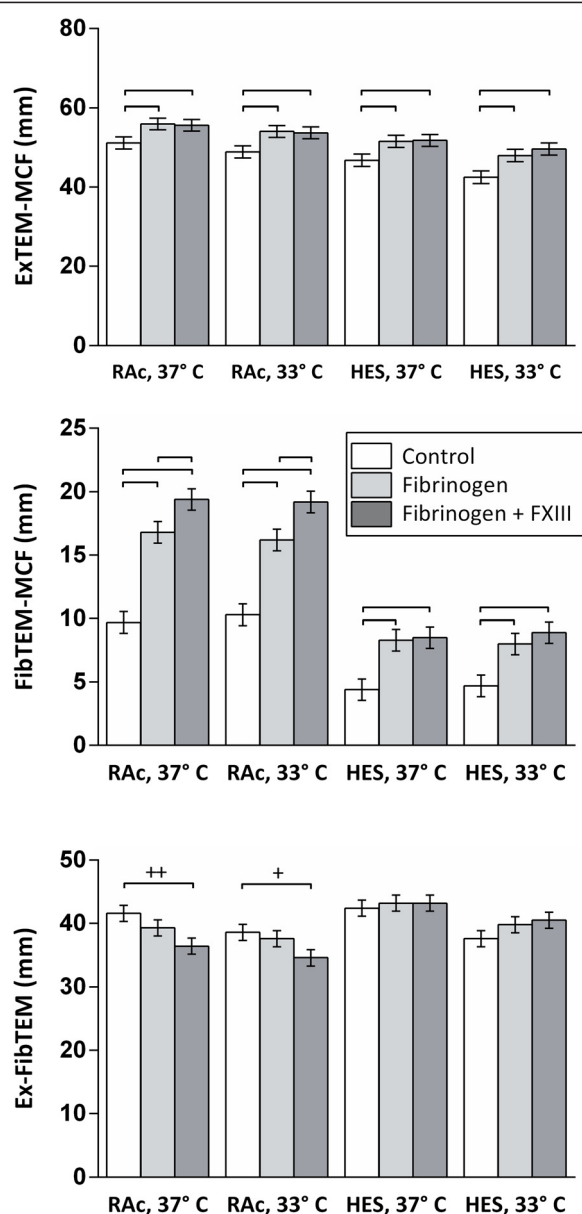 80
60
40
20
0
ExTEM-MCF (mm)
RAc, 37° C RAc, 33° C HES, 37° C HES, 33° C
25
20
15
10
5
0
FibTEM-MCF (mm)
Control
Fibrinogen
Fibrinogen + FXIII
RAc, 37° C RAc, 33° C HES, 37° C HES, 33° C
50
40
30
20
10
0
Ex-FibTEM (mm)
++ +
RAc, 37° C RAc, 33° C HES, 37° C HES, 33° C